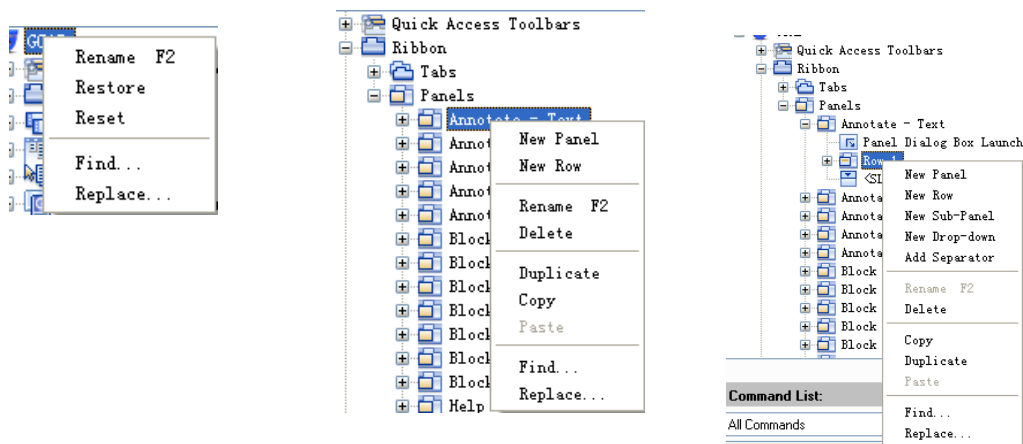 Rename F2
Restore
Reset
Find...
Replace...
Quick Access Toolbars
Ribbon
Tabs
Panels
Annotate - Text
Annot
Annot
Annot
Annot
Block
Block
Block
Block
Block
Block
Block
Help
New Panel
New Row
Rename F2
Delete
Duplicate
Copy
Paste
Find...
Replace...
Quick Access Toolbars
Ribbon
Tabs
Panels
Annotate - Text
Panel Dialog Box Launch
Row 1
<SL
Annota
Annota
Annota
Annota
Block
Block
Block
Block
Block
New Panel
New Row
New Sub-Panel
New Drop-down
Add Separator
Rename F2
Delete
Copy
Duplicate
Paste
Find...
Replace...
Command List:
All Commands